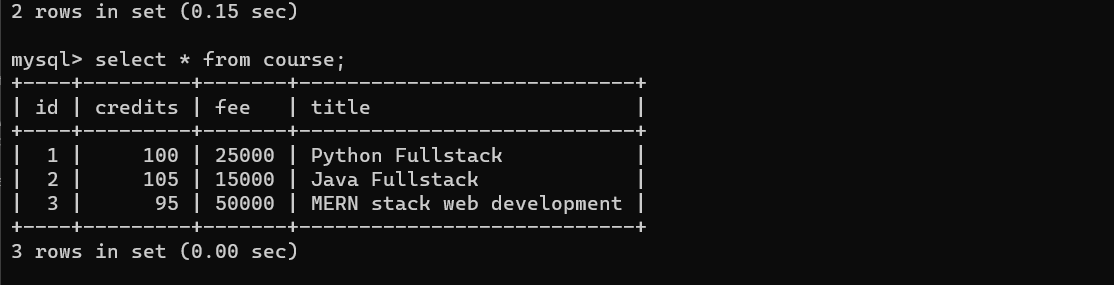 2 rows in set (0.15 sec)
mysql> select * from course;
+----+---------+-------+----------------------------+
| id | credits | fee   | title                      |
+----+---------+-------+----------------------------+
|  1 |     100 | 25000 | Python Fullstack           |
|  2 |     105 | 15000 | Java Fullstack             |
|  3 |      95 | 50000 | MERN stack web development |
+----+---------+-------+----------------------------+
3 rows in set (0.00 sec)